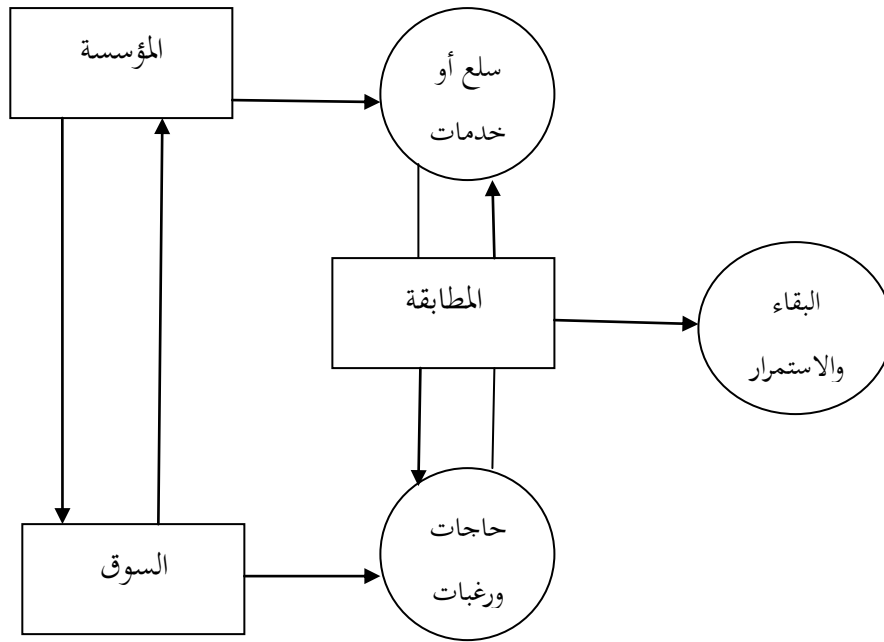 المؤسسة
سلع أو
خدمات
المطابقة
البقاء
والاستمرار
السوق
حاجات
ورغبات